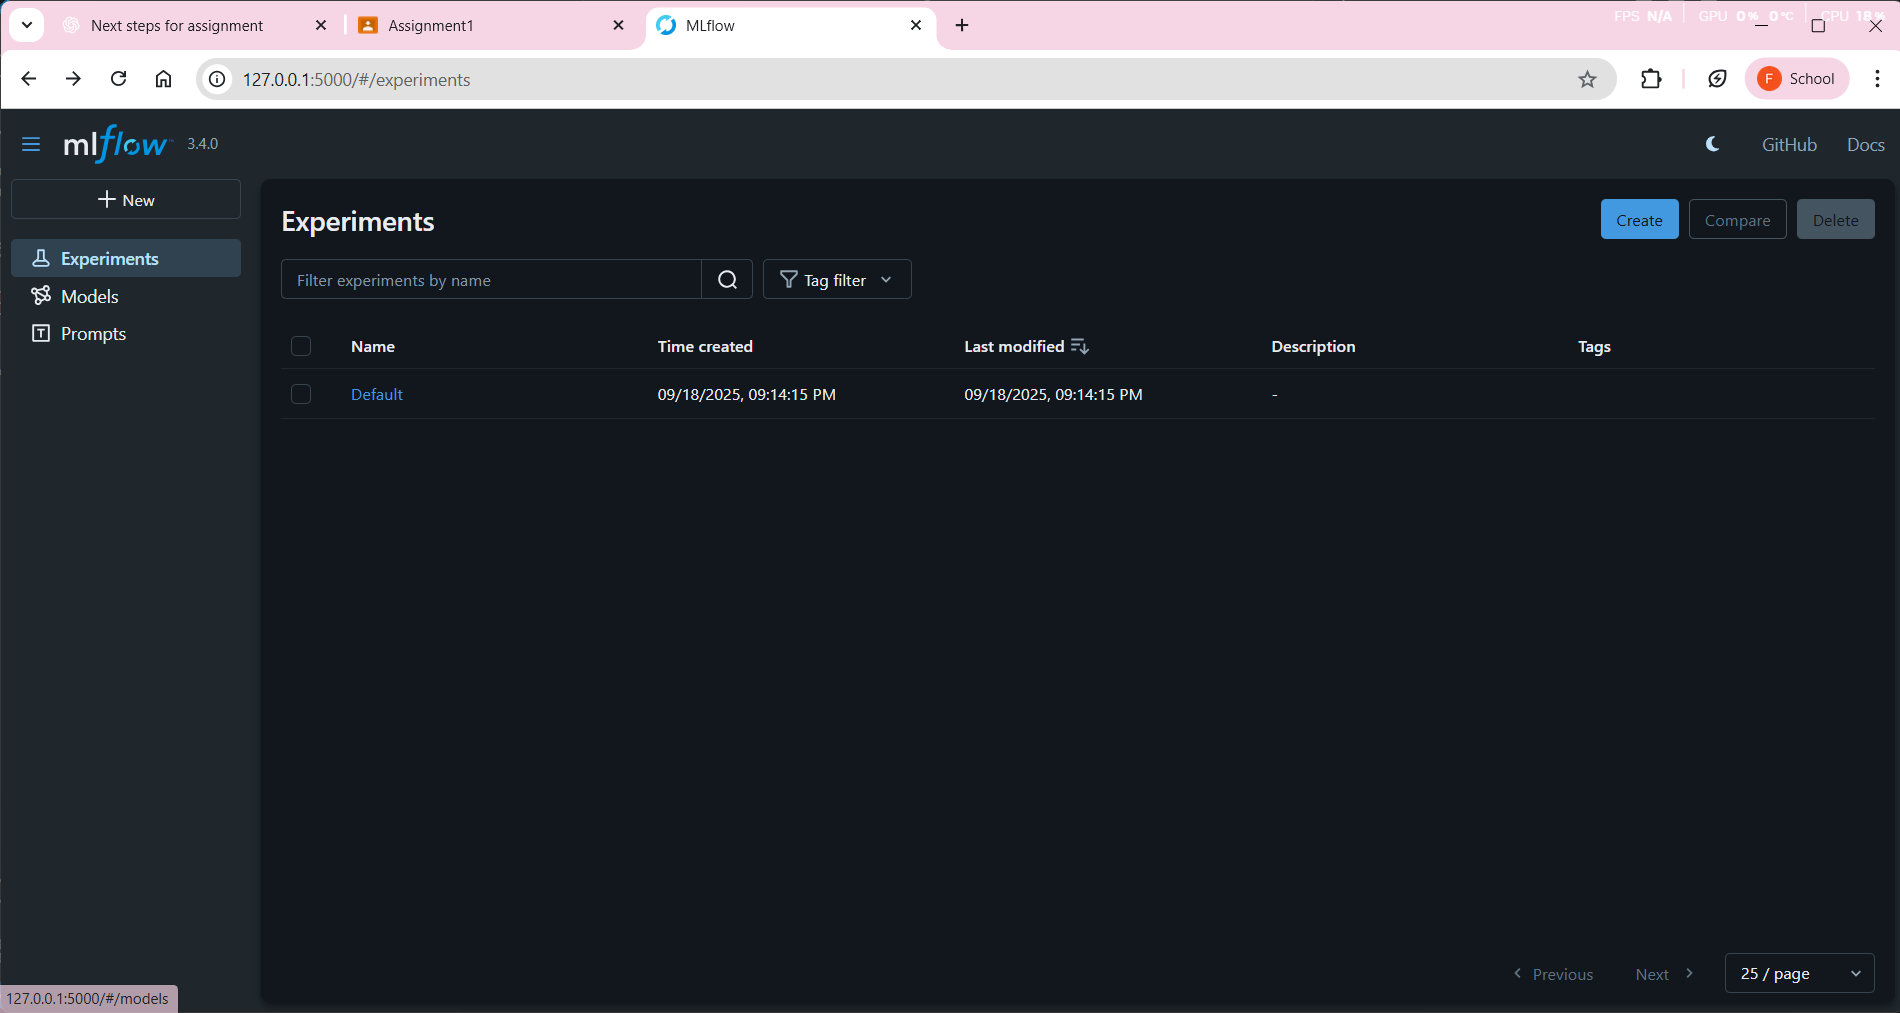 Next steps for assignment
Assignment1
MLflow
FPS N/A GPU 0% 0°C CPU 18%
127.0.0.1:5000/#/experiments
F School
mlflow 3.4.0
GitHub Docs
New
Experiments
Models
Prompts
Experiments
Create Compare Delete
Filter experiments by name
Tag filter
Name Time created Last modified Description Tags
Default 09/18/2025, 09:14:15 PM 09/18/2025, 09:14:15 PM -
Previous Next 25 / page
127.0.0.1:5000/#/models